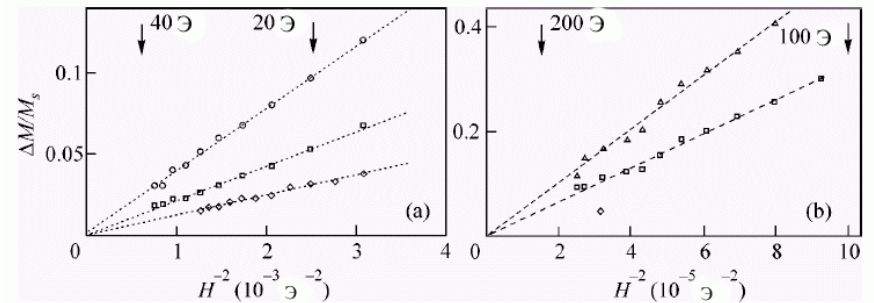 40 Э
20 Э
0.1
0.05
ΔM/Mₛ
(a)
0 1 2 3 4
H⁻² (10⁻³ Э⁻²)
0.4
200 Э
100 Э
0.2
(b)
0 2 4 6 8 10
H⁻² (10⁻⁵ Э⁻²)